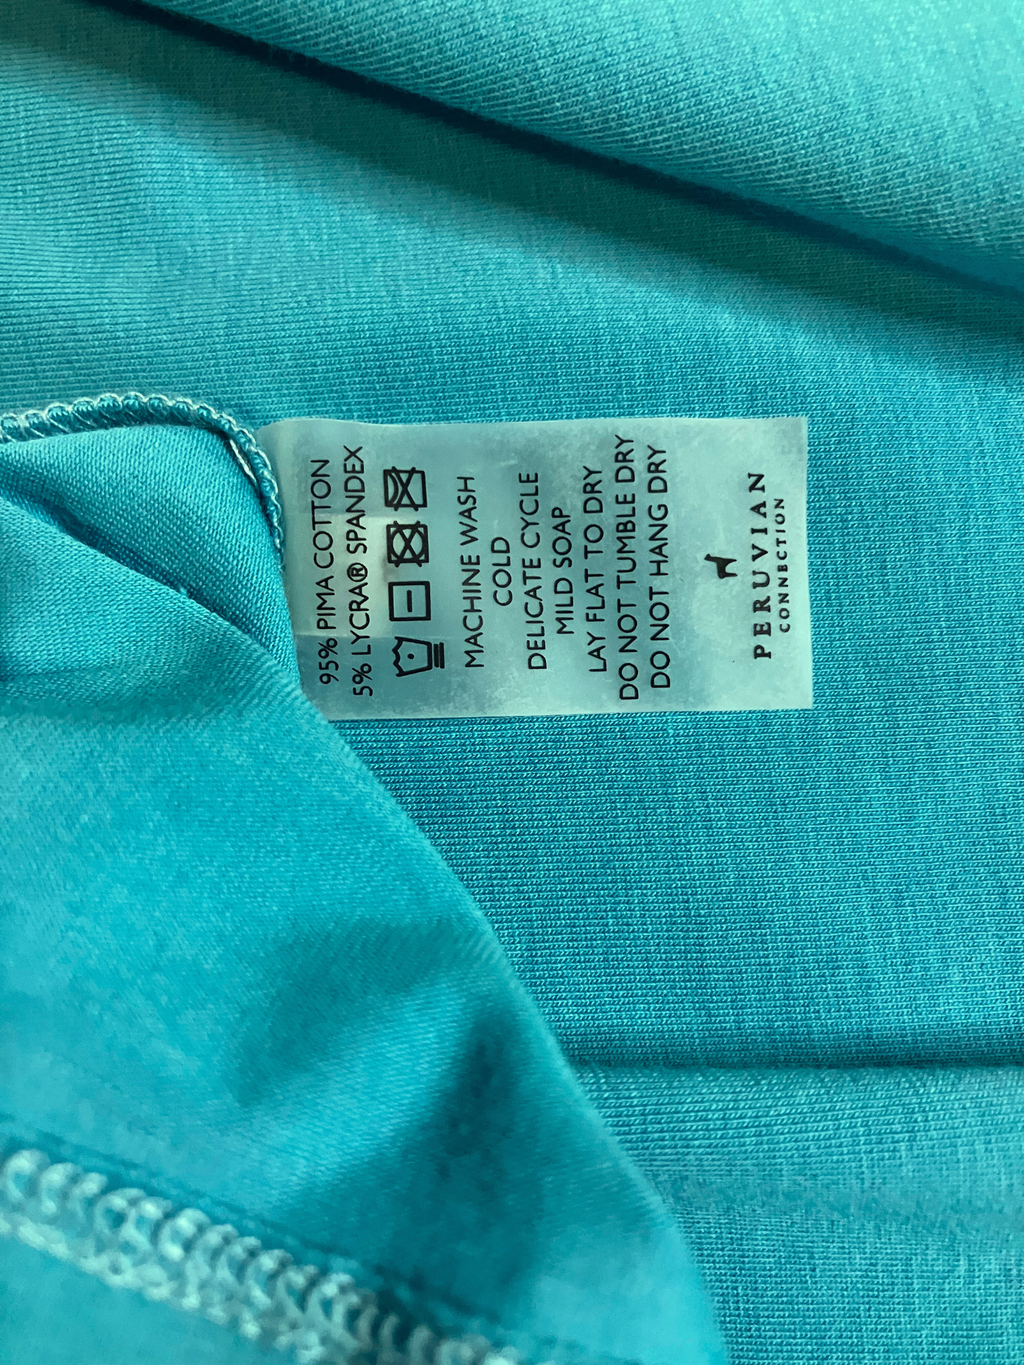 95% PIMA COTTON
5% LYCRA® SPANDEX
MACHINE WASH
COLD
DELICATE CYCLE
MILD SOAP
LAY FLAT TO DRY
DO NOT TUMBLE DRY
DO NOT HANG DRY
PERUVIAN
CONNECTION